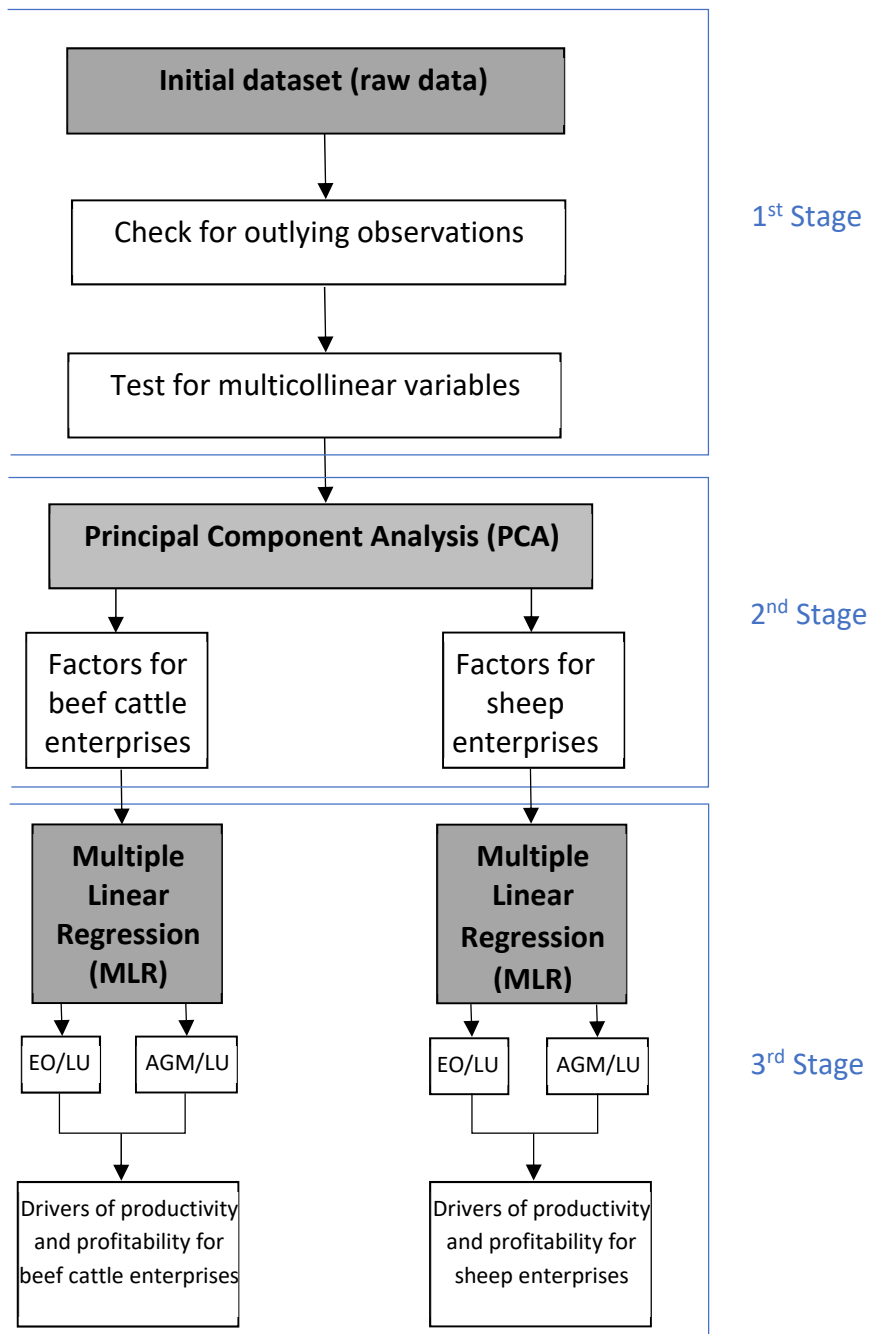 Initial dataset (raw data)
Check for outlying observations
1st Stage
Test for multicollinear variables
Principal Component Analysis (PCA)
2nd Stage
Factors for
beef cattle
enterprises
Factors for
sheep
enterprises
Multiple
Linear
Regression
(MLR)
Multiple
Linear
Regression
(MLR)
EO/LU
AGM/LU
EO/LU
AGM/LU
3rd Stage
Drivers of productivity
and profitability for
beef cattle enterprises
Drivers of productivity
and profitability for
sheep enterprises